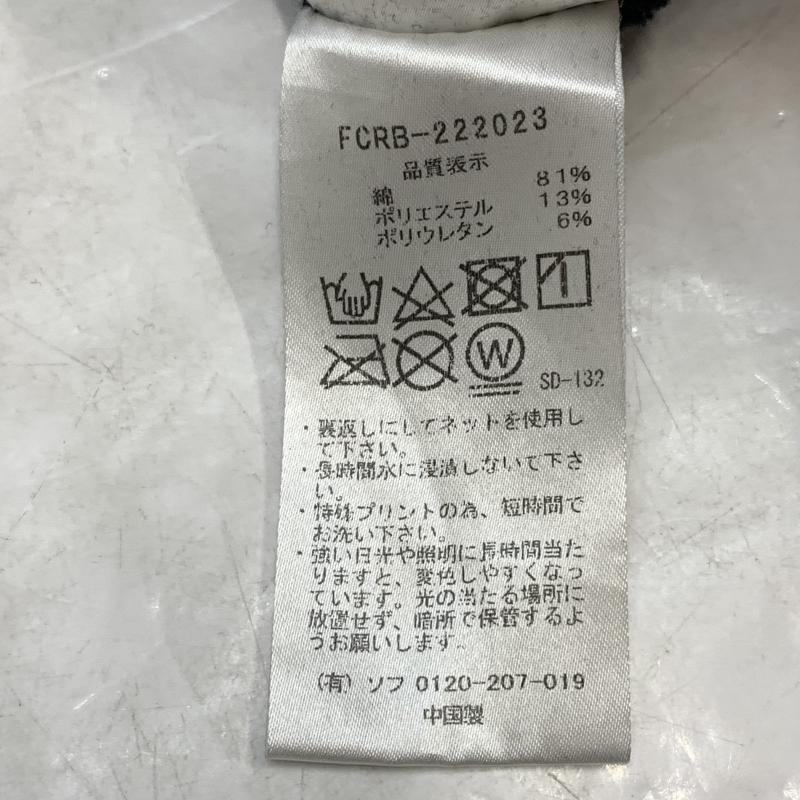 FCRB-222023
品質表示
綿 81%
ポリエステル 13%
ポリウレタン 6%
W
SD-132
・裏返しにしてネットを使用し
て下さい。
・長時間水に浸漬しないで下さ
い。
・特殊プリントの為、短時間で
お洗い下さい。
・強い日光や照明に長時間当た
りますと、変色しやすくなっ
ています。光の当たる場所に
放置せず、暗所で保管するよ
うお願いします。
(有) ソフ 0120-207-019
中国製